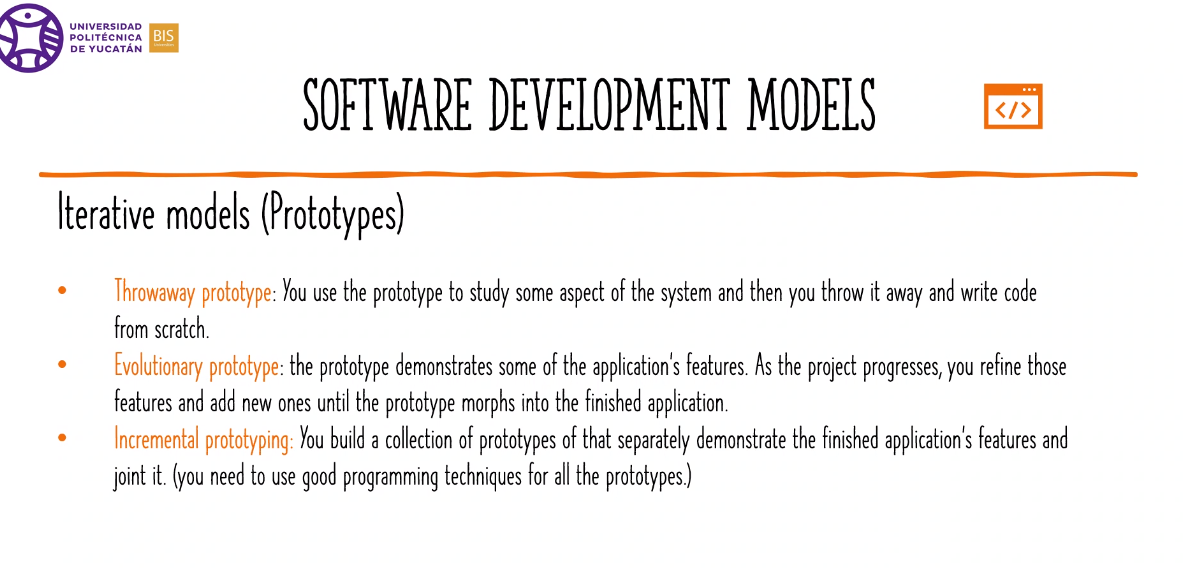 UNIVERSIDAD
POLITÉCNICA
DE YUCATÁN
BIS
SOFTWARE DEVELOPMENT MODELS
</>
Iterative models (Prototypes)
• Throwaway prototype: You use the prototype to study some aspect of the system and then you throw it away and write code
from scratch.
• Evolutionary prototype: the prototype demonstrates some of the application's features. As the project progresses, you refine those
features and add new ones until the prototype morphs into the finished application.
• Incremental prototyping: You build a collection of prototypes of that separately demonstrate the finished application's features and
joint it. (you need to use good programming techniques for all the prototypes.)